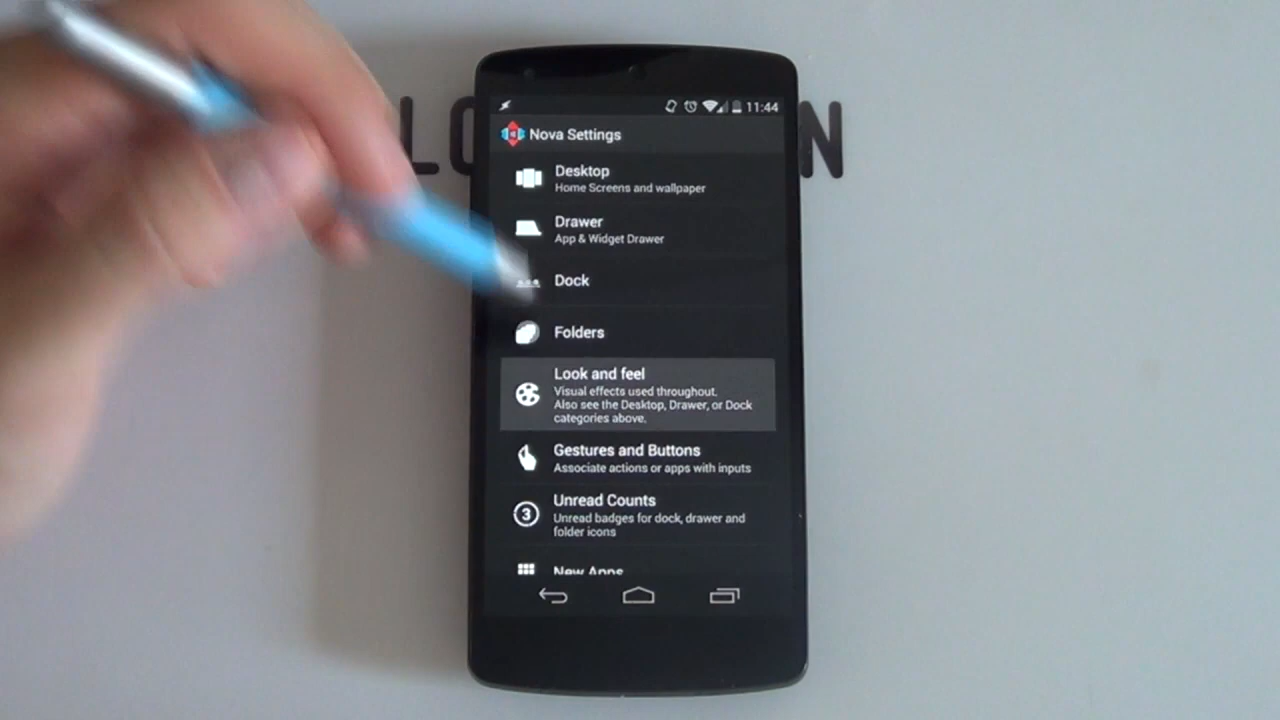 11:44
Nova Settings
Desktop
Home Screens and wallpaper
Drawer
App & Widget Drawer
Dock
Folders
Look and feel
Visual effects used throughout.
Also see the Desktop, Drawer, or Dock
categories above.
Gestures and Buttons
Associate actions or apps with inputs
3
Unread Counts
Unread badges for dock, drawer and
folder icons
New Apps